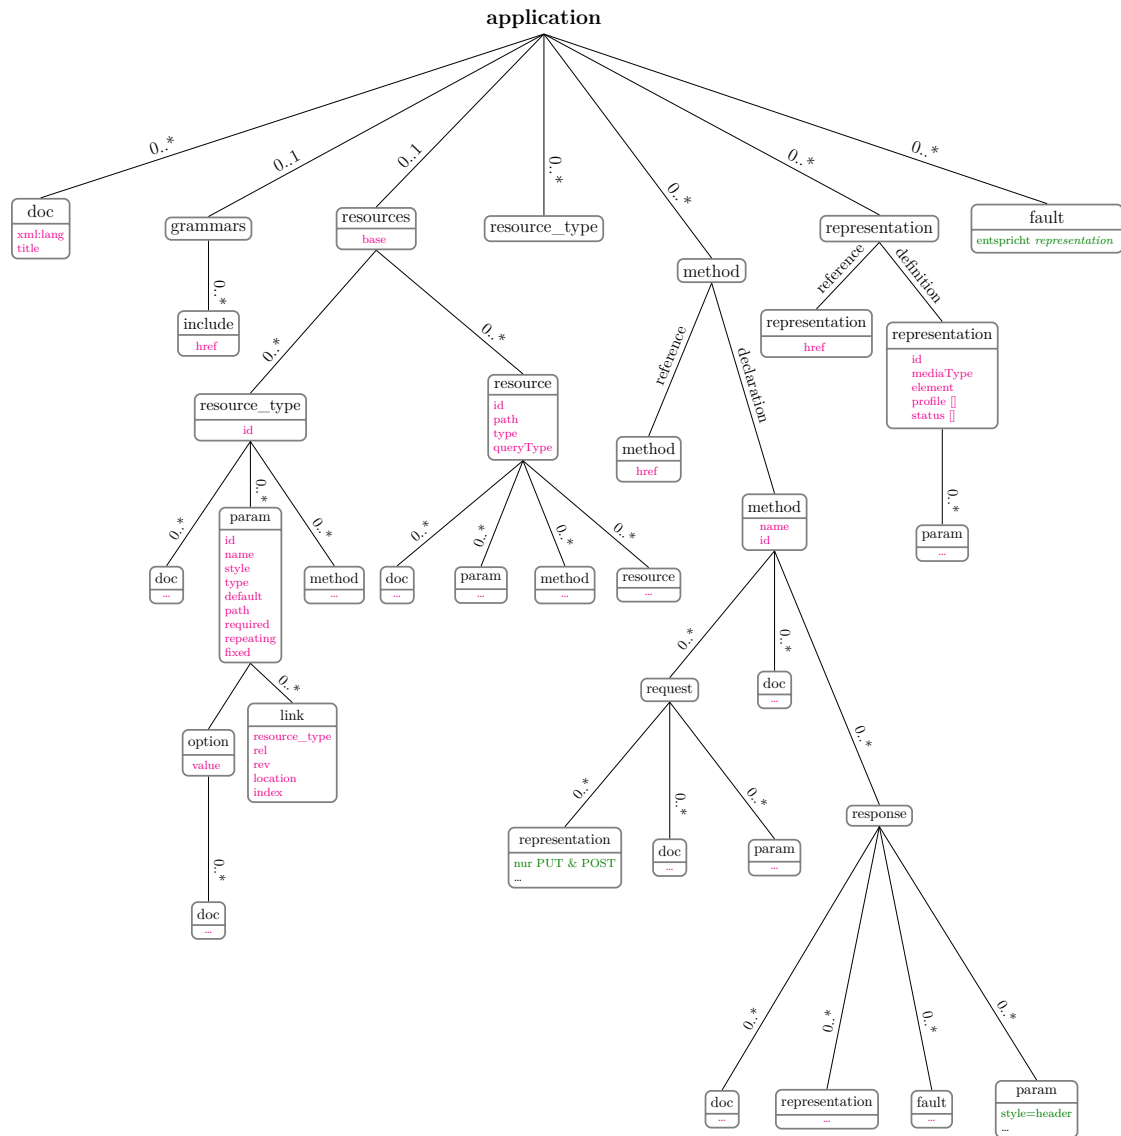 application
0..*
0..1
0..1
0..*
0..*
0..*
0..*
doc
xml:lang
title
grammars
resources
base
resource_type
method
representation
fault
entspricht representation
0..*
include
href
0..*
0..*
reference
declaration
reference
definition
representation
href
representation
id
mediaType
element
profile []
status []
resource_type
id
resource
id
path
type
queryType
method
href
method
name
id
0..*
param
...
0..*
0..*
0..*
doc
...
param
id
name
style
type
default
path
required
repeating
fixed
method
...
0..*
0..*
0..*
0..*
doc
...
param
...
method
...
resource
...
0..*
option
value
link
resource_type
rel
rev
location
index
0..*
doc
...
0..*
0..*
0..*
request
doc
...
response
0..*
0..*
0..*
representation
nur PUT & POST
...
doc
...
param
...
0..*
0..*
0..*
0..*
doc
...
representation
...
fault
...
param
style=header
...